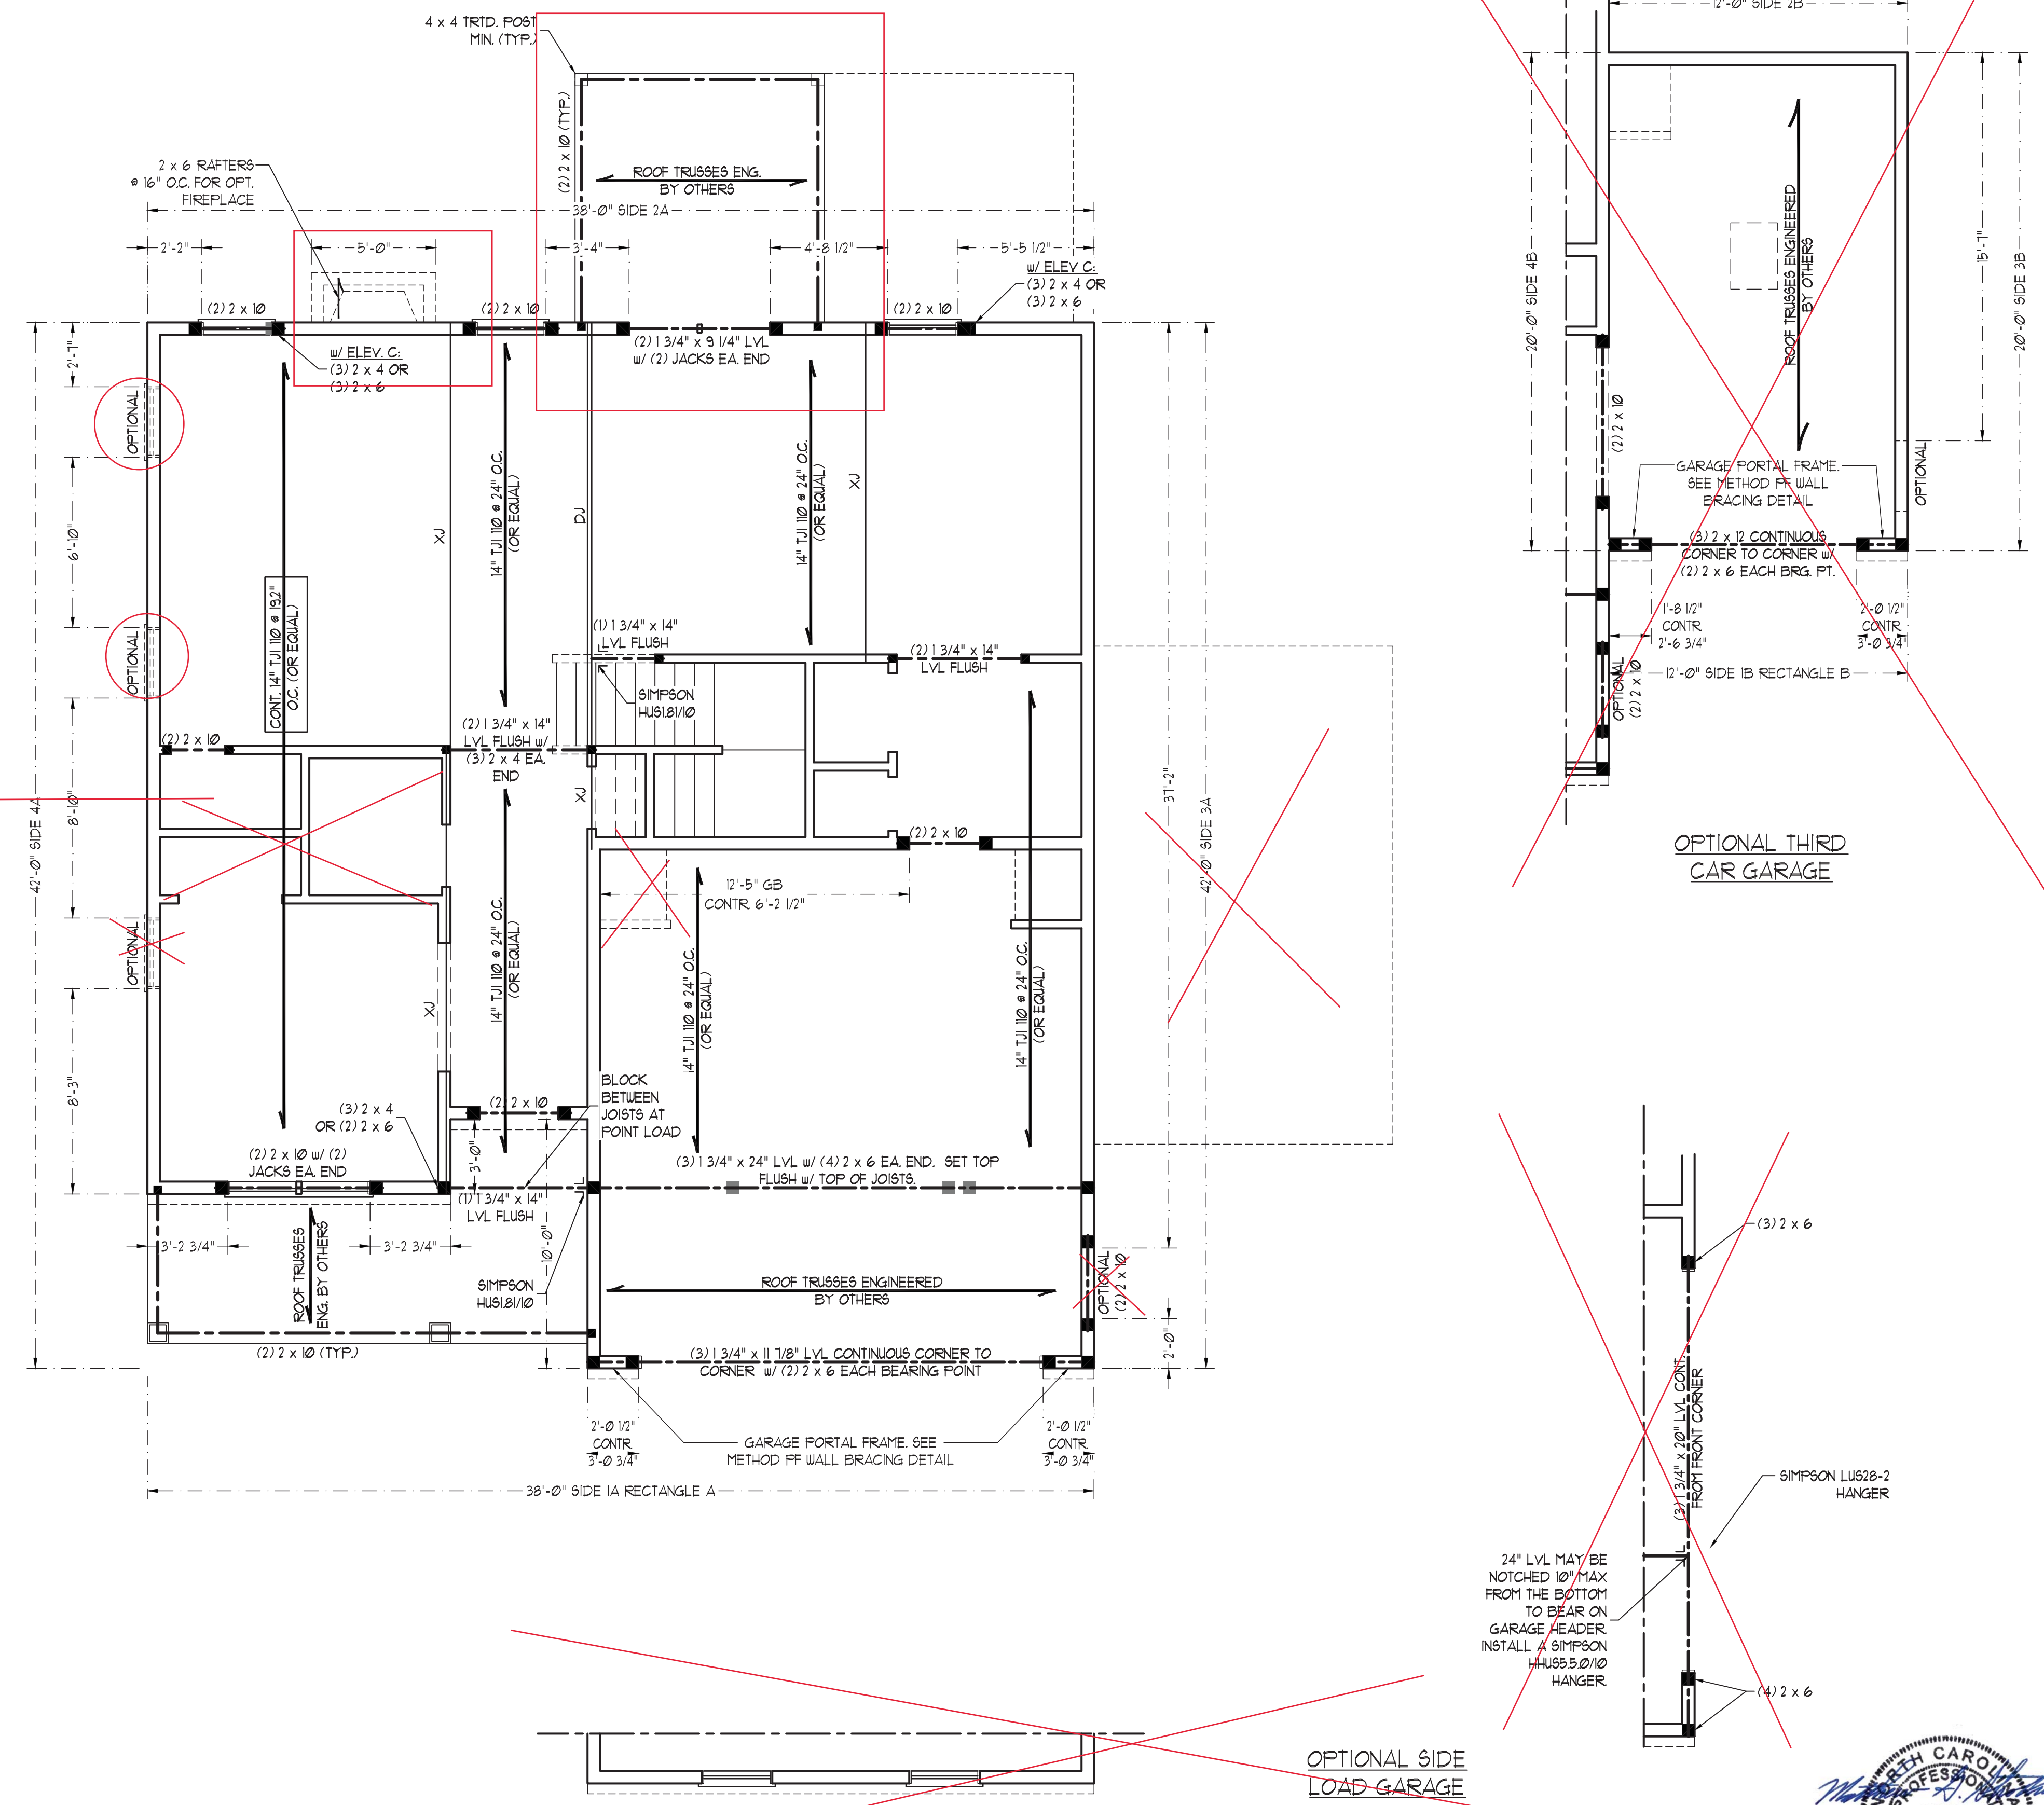 4 x 4 TRTD. POST
MIN. (TYP.)
12'-0" SIDE 2B
2 x 6 RAFTERS
@ 16" O.C. FOR OPT.
FIREPLACE
(2) 2 x 10 (TYP.)
ROOF TRUSSES ENG.
BY OTHERS
38'-0" SIDE 2A
2'-2"
5'-0"
3'-4"
4'-8 1/2"
5'-5 1/2"
W/ ELEV C:
(3) 2 x 4 OR
(3) 2 x 6
(2) 2 x 10
(2) 2 x 10
(2) 2 x 10
(2) 1 3/4" x 9 1/4" LVL
w/ (2) JACKS EA. END
W/ ELEV. C:
(3) 2 x 4 OR
(3) 2 x 6
2'-7"
OPTIONAL
6'-10"
OPTIONAL
8'-10"
OPTIONAL
8'-3"
42'-0" SIDE 4A
CONT. 14" TJI 110 @ 19.2"
O.C. (OR EQUAL)
XJ
14" TJI 110 @ 24" O.C.
(OR EQUAL)
DJ
14" TJI 110 @ 24" O.C.
(OR EQUAL)
XJ
(1) 1 3/4" x 14"
LVL FLUSH
(2) 1 3/4" x 14"
LVL FLUSH
SIMPSON
HUS1.81/10
(2) 2 x 10
(2) 1 3/4" x 14"
LVL FLUSH w/
(3) 2 x 4 EA.
END
XJ
(2) 2 x 10
37'-2"
42'-0" SIDE 3A
12'-5" GB
CONTR. 6'-2 1/2"
XJ
14" TJI 110 @ 24" O.C.
(OR EQUAL)
14" TJI 110 @ 24" O.C.
(OR EQUAL)
14" TJI 110 @ 24" O.C.
(OR EQUAL)
BLOCK
BETWEEN
JOISTS AT
POINT LOAD
(2) 2 x 10
(3) 2 x 4
OR (2) 2 x 6
(2) 2 x 10 w/ (2)
JACKS EA. END
3'-0"
(3) 1 3/4" x 24" LVL w/ (4) 2 x 6 EA. END. SET TOP
FLUSH w/ TOP OF JOISTS.
(1) 1 3/4" x 14"
LVL FLUSH
3'-2 3/4"
3'-2 3/4"
ROOF TRUSSES
ENG. BY OTHERS
10'-0"
SIMPSON
HUS1.81/10
ROOF TRUSSES ENGINEERED
BY OTHERS
OPTIONAL
(2) 2 x 10
2'-0"
(2) 2 x 10 (TYP.)
(3) 1 3/4" x 11 7/8" LVL CONTINUOUS CORNER TO
CORNER w/ (2) 2 x 6 EACH BEARING POINT
2'-0 1/2"
CONTR.
3'-0 3/4"
GARAGE PORTAL FRAME. SEE
METHOD PF WALL BRACING DETAIL
2'-0 1/2"
CONTR.
3'-0 3/4"
38'-0" SIDE 1A RECTANGLE A
20'-0" SIDE 4B
ROOF TRUSSES ENGINEERED
BY OTHERS
15'-7"
20'-0" SIDE 3B
(2) 2 x 10
GARAGE PORTAL FRAME.
SEE METHOD PF WALL
BRACING DETAIL
OPTIONAL
(3) 2 x 12 CONTINUOUS
CORNER TO CORNER w/
(2) 2 x 6 EACH BRG. PT.
1'-8 1/2"
CONTR.
2'-6 3/4"
2'-0 1/2"
CONTR.
3'-0 3/4"
12'-0" SIDE 1B RECTANGLE B
OPTIONAL
(2) 2 x 10
OPTIONAL THIRD
CAR GARAGE
(3) 2 x 6
(3) 1 3/4" x 20" LVL CONT.
FROM FRONT CORNER
SIMPSON LUS28-2
HANGER
24" LVL MAY BE
NOTCHED 10" MAX
FROM THE BOTTOM
TO BEAR ON
GARAGE HEADER.
INSTALL A SIMPSON
HHUS5.50/10
HANGER.
(4) 2 x 6
OPTIONAL SIDE
LOAD GARAGE